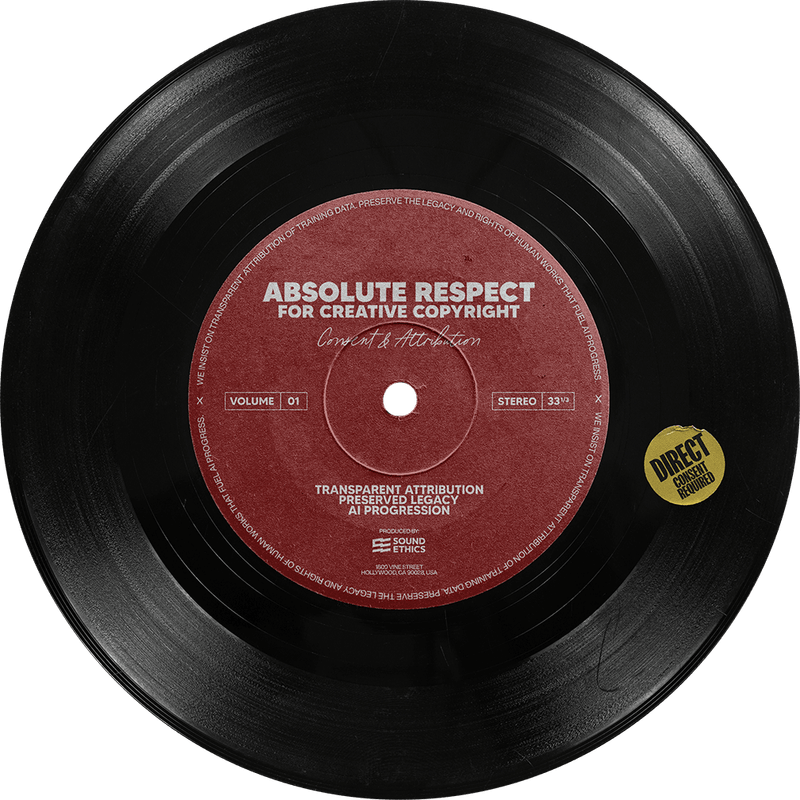 WE INSIST ON TRANSPARENT ATTRIBUTION OF TRAINING DATA. PRESERVE THE LEGACY AND RIGHTS OF HUMAN WORKS THAT FUEL AI PROGRESS.
X
WE INSIST ON TRANSPARENT ATTRIBUTION OF TRAINING DATA. PRESERVE THE LEGACY AND RIGHTS OF HUMAN WORKS THAT FUEL AI PROGRESS.
X
ABSOLUTE RESPECT
FOR CREATIVE COPYRIGHT
Consent & Attribution
VOLUME 01
STEREO 33 1/3
TRANSPARENT ATTRIBUTION
PRESERVED LEGACY
AI PROGRESSION
PRODUCED BY:
SOUND
ETHICS
1600 VINE STREET
HOLLYWOOD, CA 90028, USA
DIRECT
CONSENT
REQUIRED